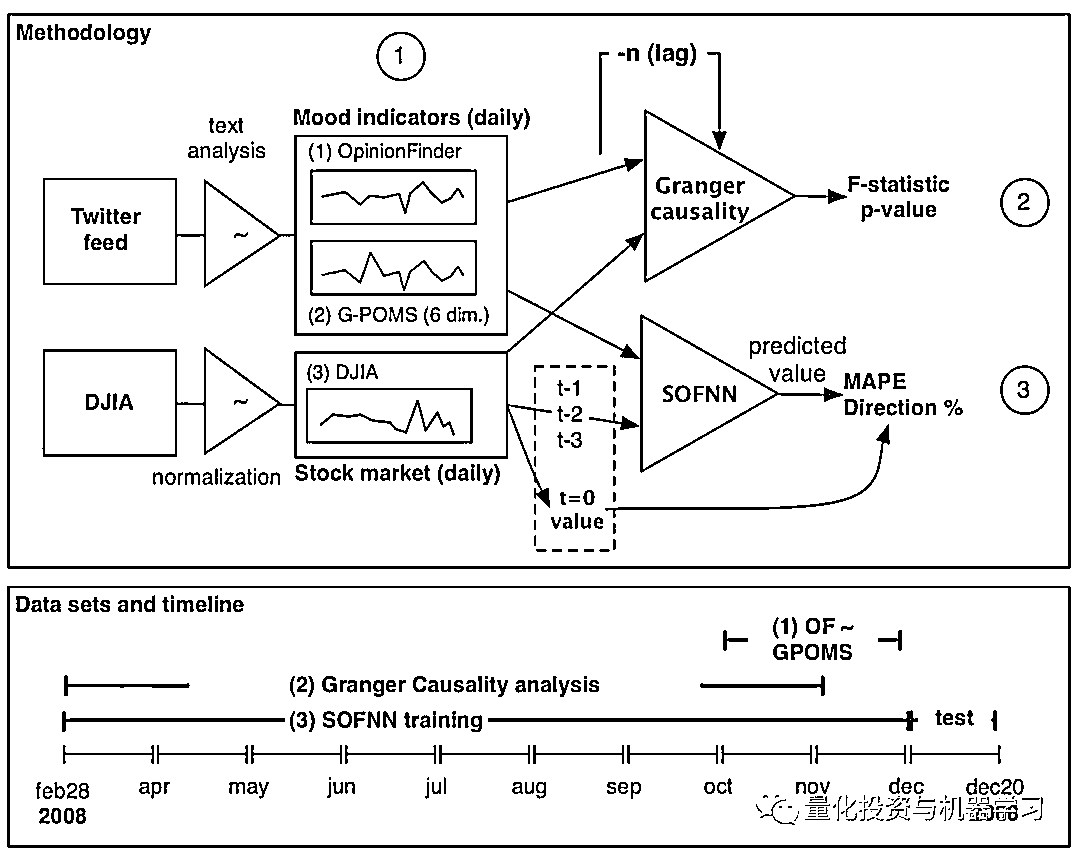 Methodology
1
-n (lag)
text
analysis
Mood indicators (daily)
(1) OpinionFinder
Twitter
feed
~
(2) G-POMS (6 dim.)
Granger
causality
F-statistic
p-value
2
DJIA
~
normalization
(3) DJIA
Stock market (daily)
t-1
t-2
t-3
t=0
value
SOFNN
predicted
value
MAPE
Direction %
3
Data sets and timeline
(1) OF ~
GPOMS
(2) Granger Causality analysis
(3) SOFNN training
test
feb28 apr may jun jul aug sep oct nov dec dec20
2008
量化投资与机器学习